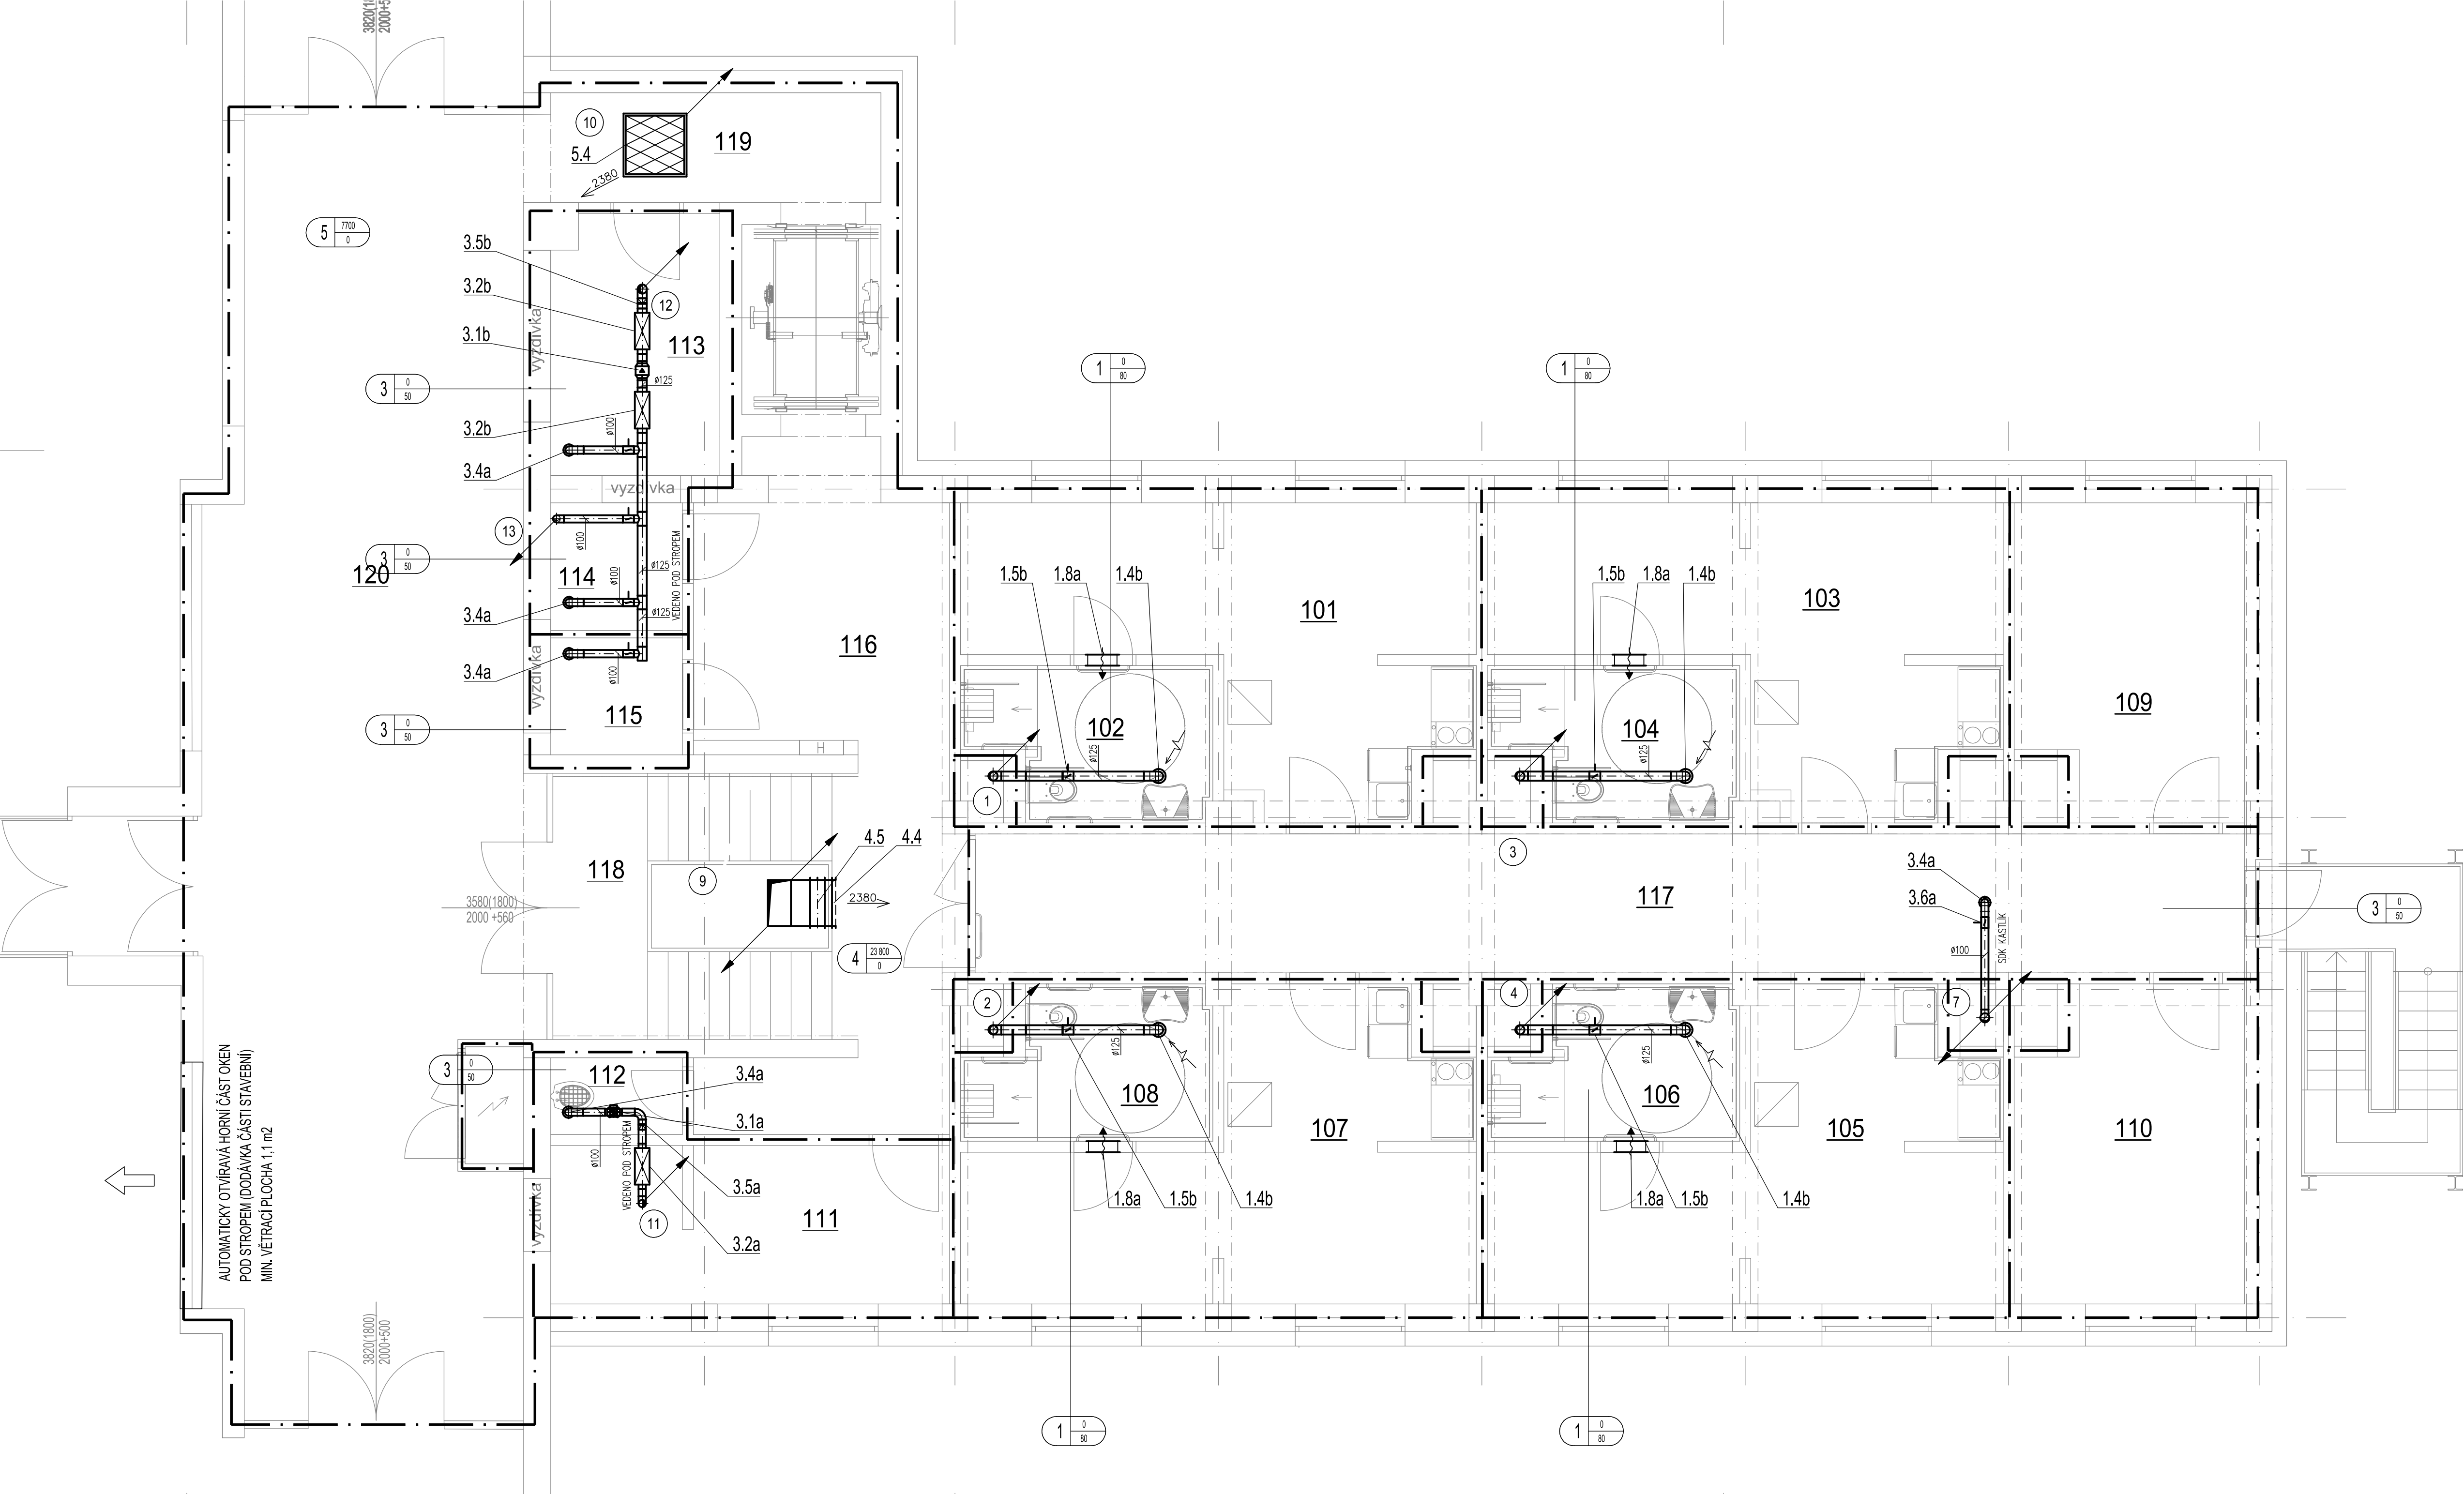 3820(1800)
2000+500
10
119
5.4
2380
5
7700
0
3.5b
3.2b
12
3.1b
vyzdívka
113
ø125
3
0
50
3.2b
ø100
3.4a
vyzdívka
13
ø100
3
0
50
120
114
ø100
ø125
ø125
VEDENO POD STROPEM
3.4a
3.4a
ø100
vyzdívka
115
3
0
50
116
H
1
0
80
1
0
80
1.5b
1.8a
1.4b
101
102
ø125
1
1.5b
1.8a
1.4b
103
104
ø125
3
109
118
9
4.5
4.4
2380
3580(1800)
2000 +560
4
23 800
0
117
3.4a
3.6a
ø100
SDK KASTLÍK
3
0
50
7
2
ø125
108
107
1.8a
1.5b
1.4b
4
ø125
106
105
1.8a
1.5b
1.4b
110
3
0
50
112
3.4a
3.1a
ø100
VEDENO POD STROPEM
3.5a
11
3.2a
111
vyzdívka
AUTOMATICKY OTVÍRAVÁ HORNÍ ČÁST OKEN
POD STROPEM (DODÁVKA ČÁSTI STAVEBNÍ)
MIN. VĚTRACÍ PLOCHA 1,1 m2
3820(1800)
2000+500
1
0
80
1
0
80